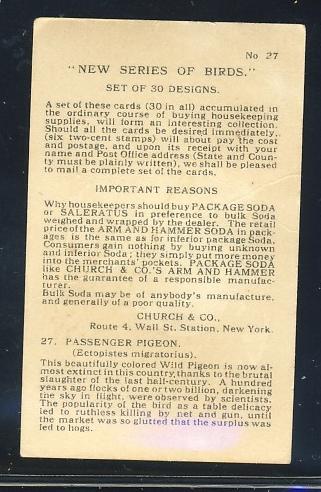 No 27
"NEW SERIES OF BIRDS."
SET OF 30 DESIGNS.
A set of these cards (30 in all) accumulated in
the ordinary course of buying housekeeping
supplies, will form an interesting collection.
Should all the cards be desired immediately,
(six two-cent stamps) will about pay the cost
and postage, and upon its receipt with your
name and Post Office address (State and Coun-
ty must be plainly written), we shall be pleased
to mail a complete set of the cards.
IMPORTANT REASONS
Why housekeepers should buy PACKAGE SODA
or SALERATUS in preference to bulk Soda
weighed and wrapped by the dealer. The retail
price of the ARM AND HAMMER SODA in pack-
ages is the same as for inferior package Soda.
Consumers gain nothing by buying unknown
and inferior Soda; they simply put more money
into the merchants' pockets. PACKAGE SODA
like CHURCH & CO.'S ARM AND HAMMER
has the guarantee of a responsible manufac-
turer.
Bulk Soda may be of anybody's manufacture,
and generally of a poor quality.
CHURCH & CO.,
Route 4, Wall St. Station, New York.
27. PASSENGER PIGEON.
(Ectopistes migratorius).
This beautifully colored Wild Pigeon is now al-
most extinct in this country, thanks to the brutal
slaughter of the last half-century. A hundred
years ago flocks of one or two billion, darkening
the sky in flight, were observed by scientists.
The popularity of the bird as a table delicacy
led to ruthless killing by net and gun, until
the market was so glutted that the surplus was
fed to hogs.